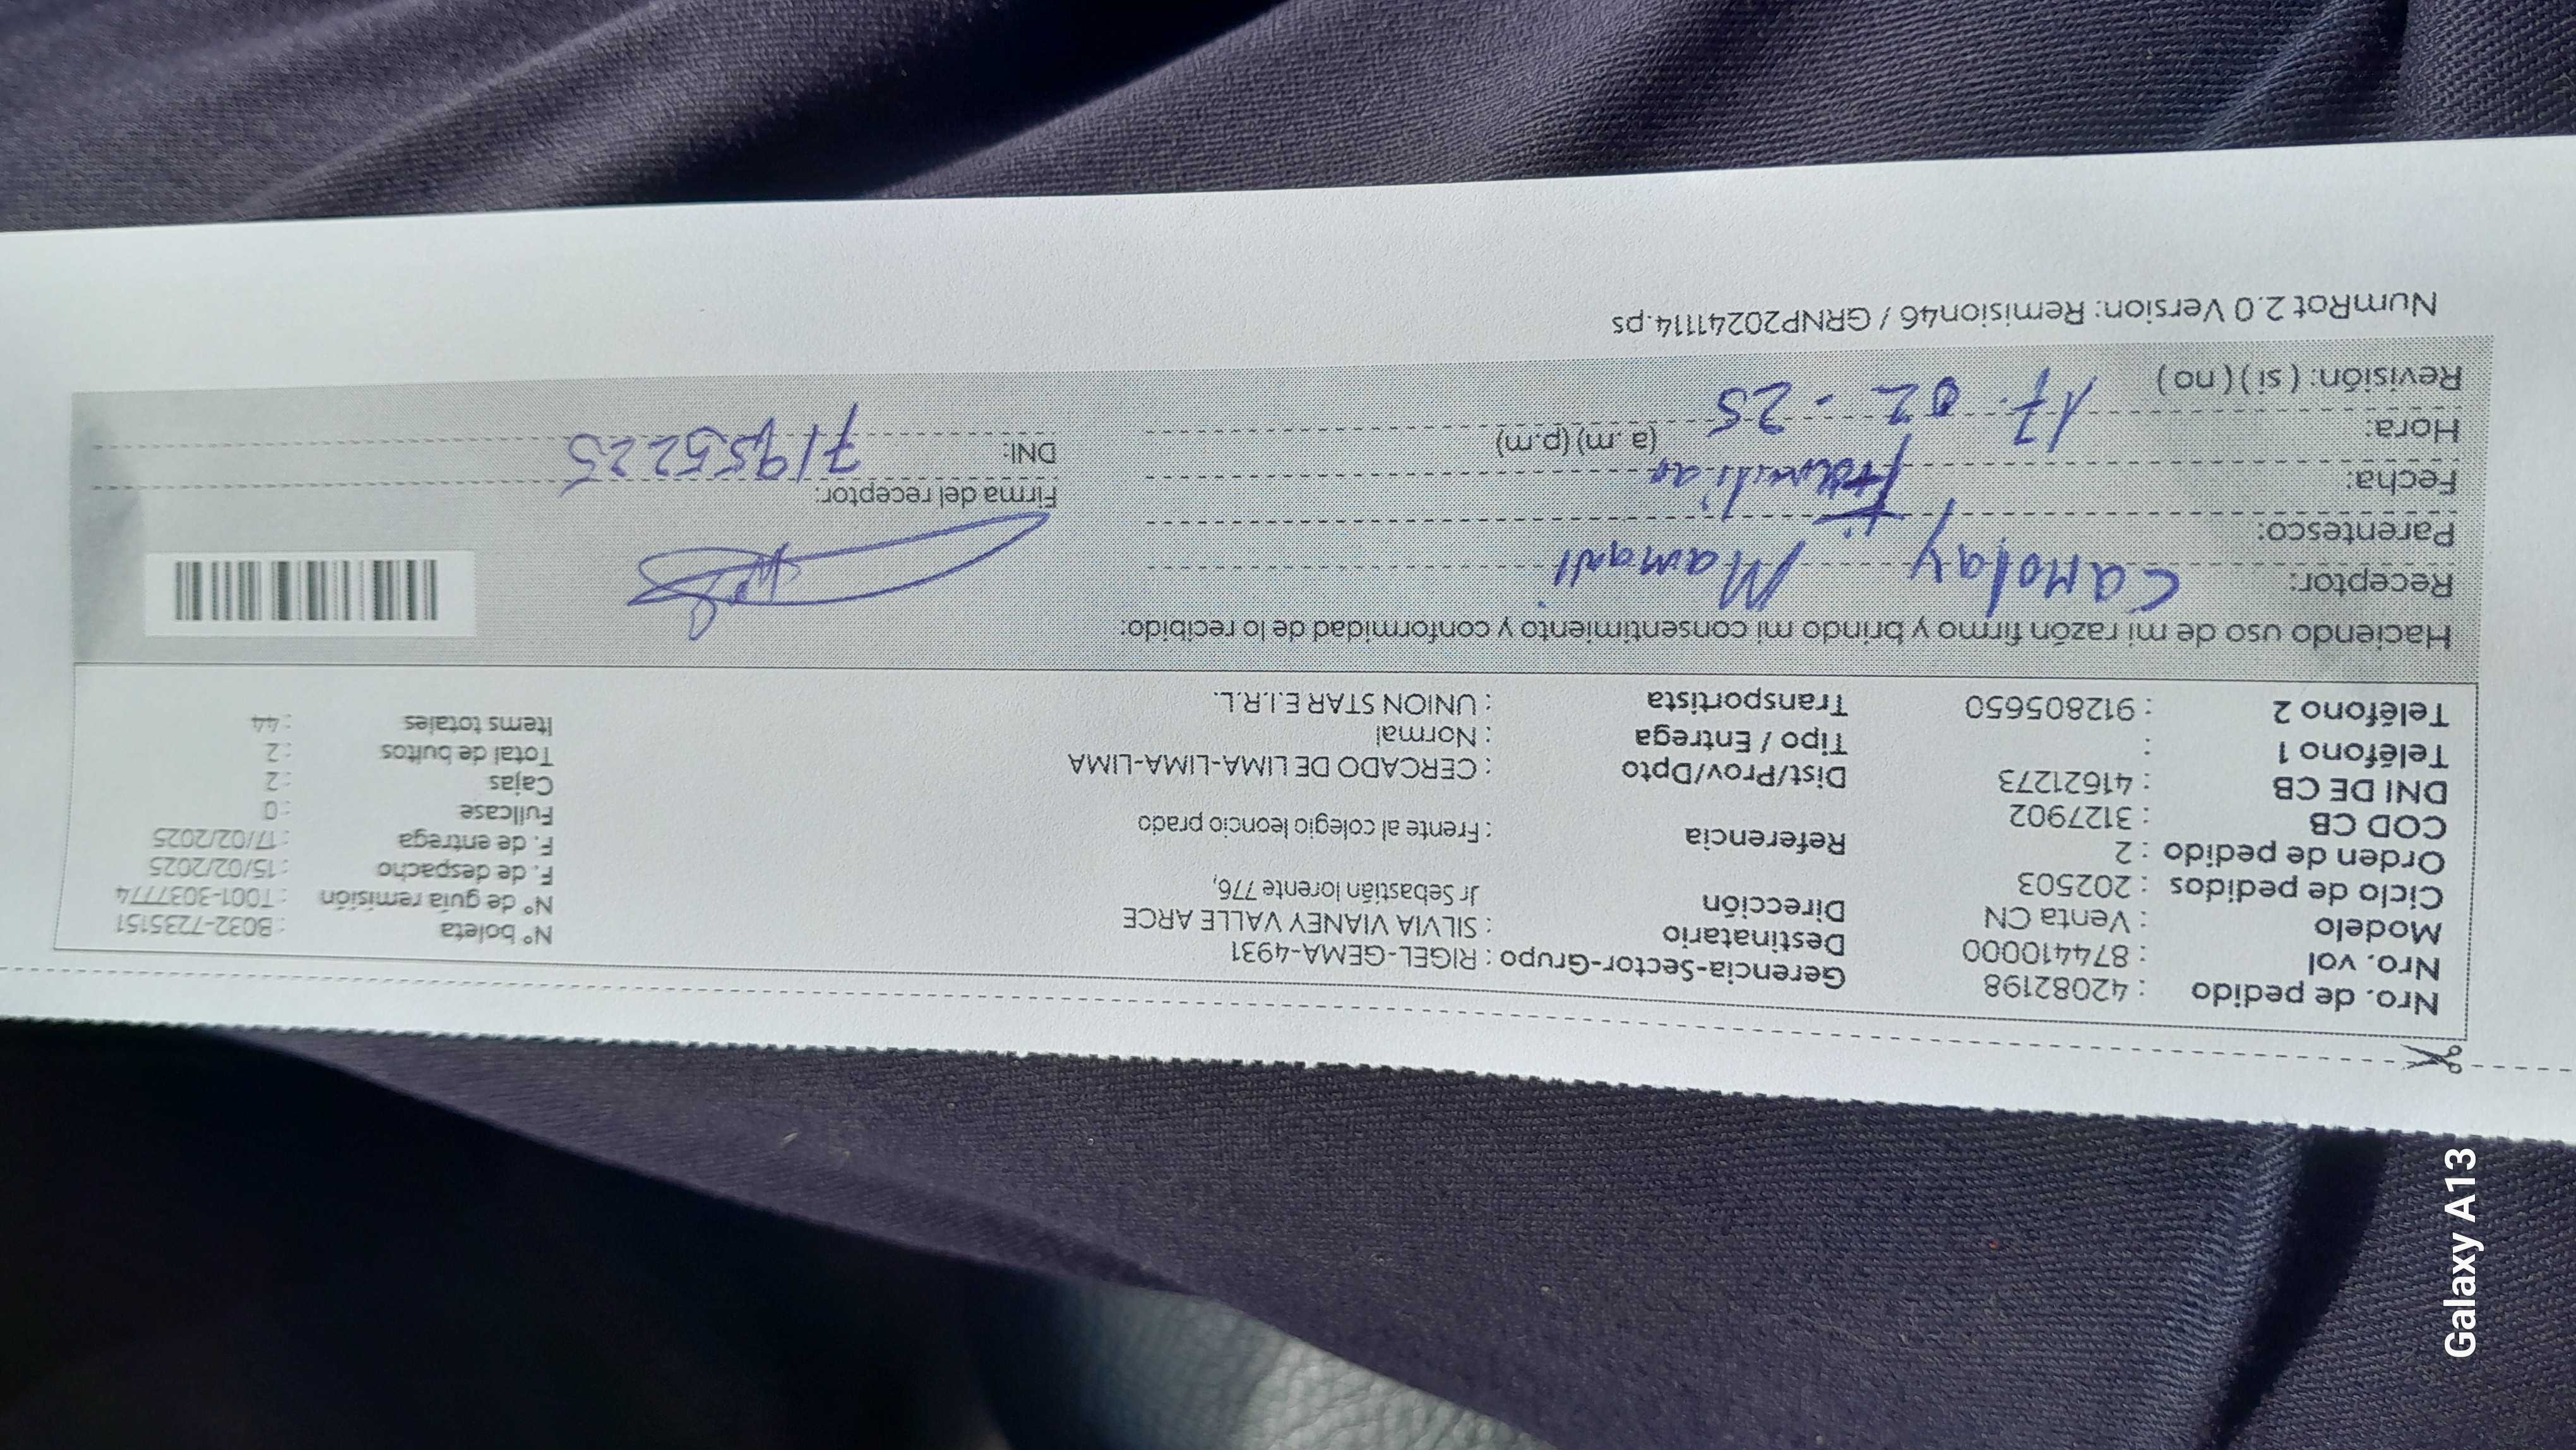 Nro. de pedido : 42082198 Gerencia-Sector-Grupo : RIGEL-GEMA-4931 N° boleta : B032-7235151
Nro. vol : 874410000 Destinatario : SILVIA VIANEY VALLE ARCE N° de guía remisión : T001-3037774
Modelo : Venta CN Dirección Jr Sebastián lorente 776, F. de despacho : 15/02/2025
Ciclo de pedidos : 202503 F. de entrega : 17/02/2025
Orden de pedido : 2 Referencia : Frente al colegio leoncio prado Fullcase : 0
COD CB : 3127902 Cajas : 2
DNI DE CB : 41621273 Dist/Prov/Dpto : CERCADO DE LIMA-LIMA-LIMA Total de bultos : 2
Teléfono 1 : Tipo / Entrega : Normal Items totales : 44
Teléfono 2 : 912805650 Transportista : UNION STAR E.I.R.L.
Haciendo uso de mi razón firmo y brindo mi consentimiento y conformidad de lo recibido:
Receptor: Carolay Mamani
Parentesco: Familiar Firma del receptor:
Fecha: 17.02-25 DNI: 71955225
Hora: (a.m) (p.m)
Revisión: ( si ) ( no )
NumRot 2.0 Version: Remision46 / GRNP20241114.ps
Galaxy A13